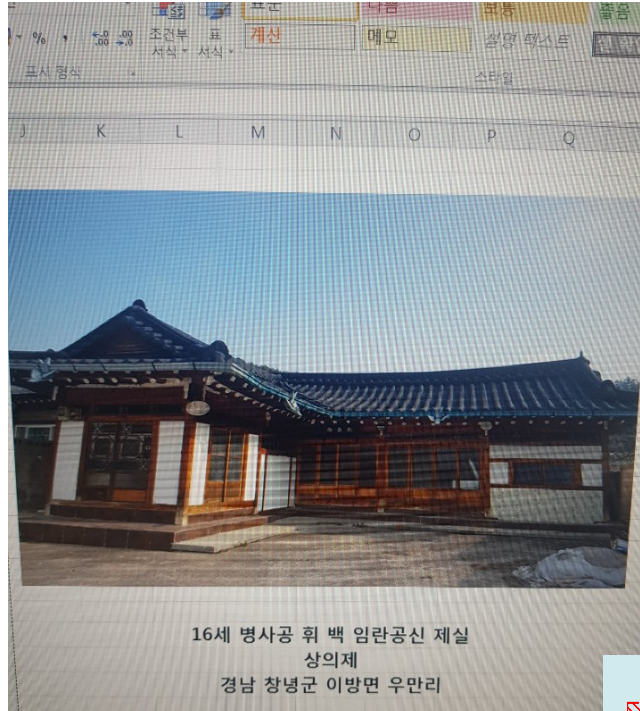 표준 나쁨 보통 좋음
% , .00 .00 조건부 표 계산 메모 설명 텍스트
서식 서식
표시 형식 스타일
J K L M N O P Q
16세 병사공 휘 백 임란공신 제실
상의제
경남 창녕군 이방면 우만리